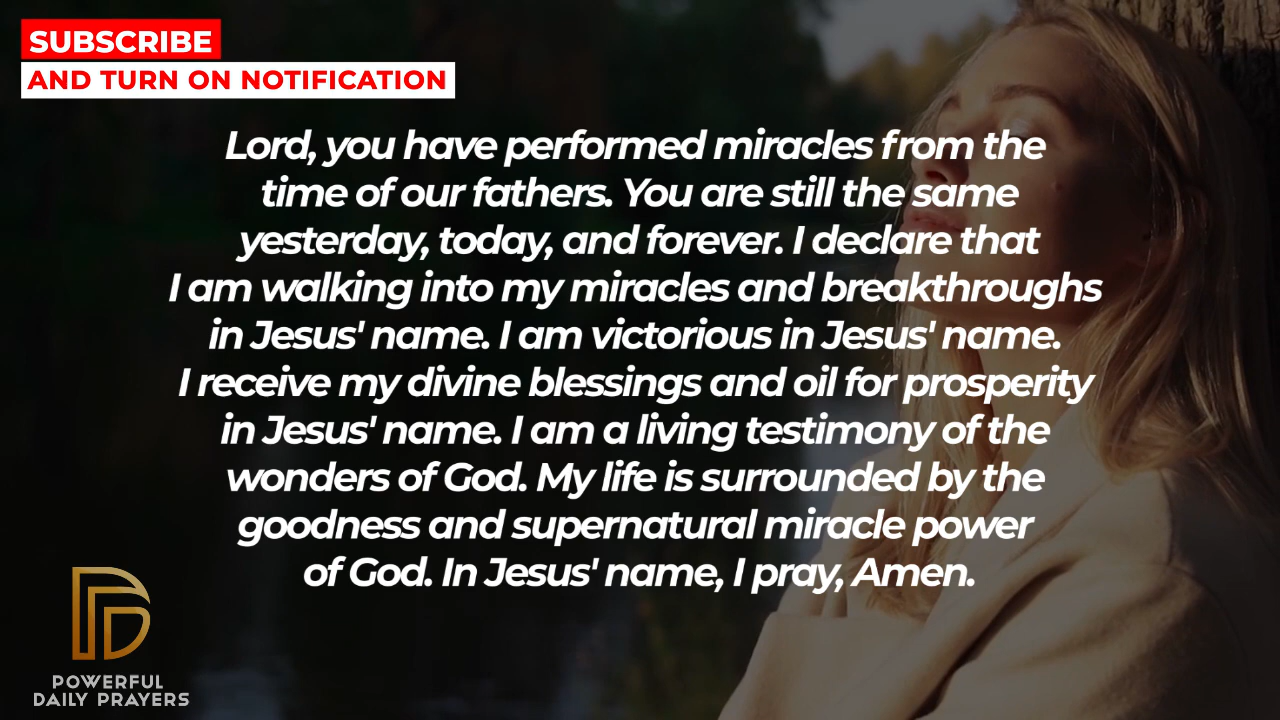 SUBSCRIBE
AND TURN ON NOTIFICATION
Lord, you have performed miracles from the
time of our fathers. You are still the same
yesterday, today, and forever. I declare that
I am walking into my miracles and breakthroughs
in Jesus' name. I am victorious in Jesus' name.
I receive my divine blessings and oil for prosperity
in Jesus' name. I am a living testimony of the
wonders of God. My life is surrounded by the
goodness and supernatural miracle power
of God. In Jesus' name, I pray, Amen.
POWERFUL
DAILY PRAYERS